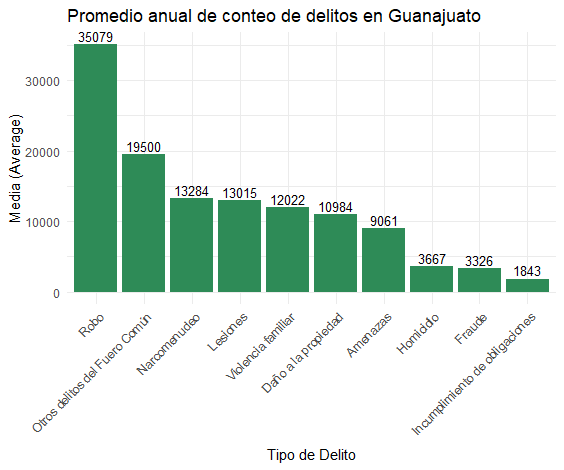 Promedio anual de conteo de delitos en Guanajuato
Media (Average)
30000
20000
10000
0
35079
19500
13284
13015
12022
10984
9061
3667
3326
1843
Robo
Otros delitos del Fuero Común
Narcomenudeo
Lesiones
Violencia familiar
Daño a la propiedad
Amenazas
Homicidio
Fraude
Incumplimiento de obligaciones
Tipo de Delito